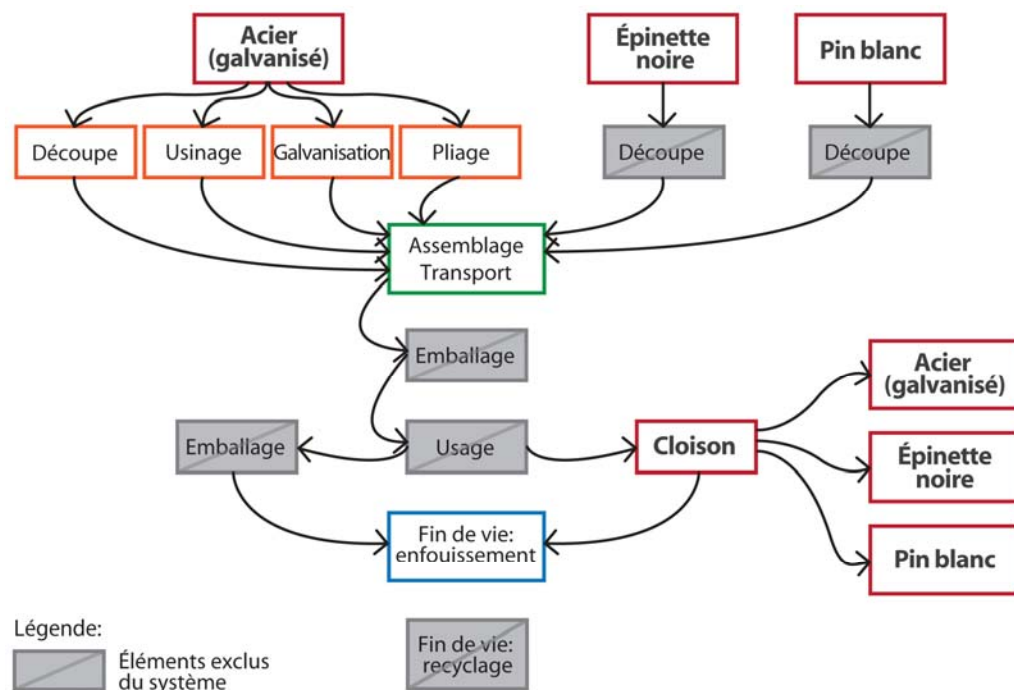 Acier
(galvanisé)
Épinette
noire
Pin blanc
Découpe
Usinage
Galvanisation
Pliage
Découpe
Découpe
Assemblage
Transport
Emballage
Acier
(galvanisé)
Emballage
Usage
Cloison
Épinette
noire
Fin de vie:
enfouissement
Pin blanc
Légende:
Éléments exclus
du système
Fin de vie:
recyclage